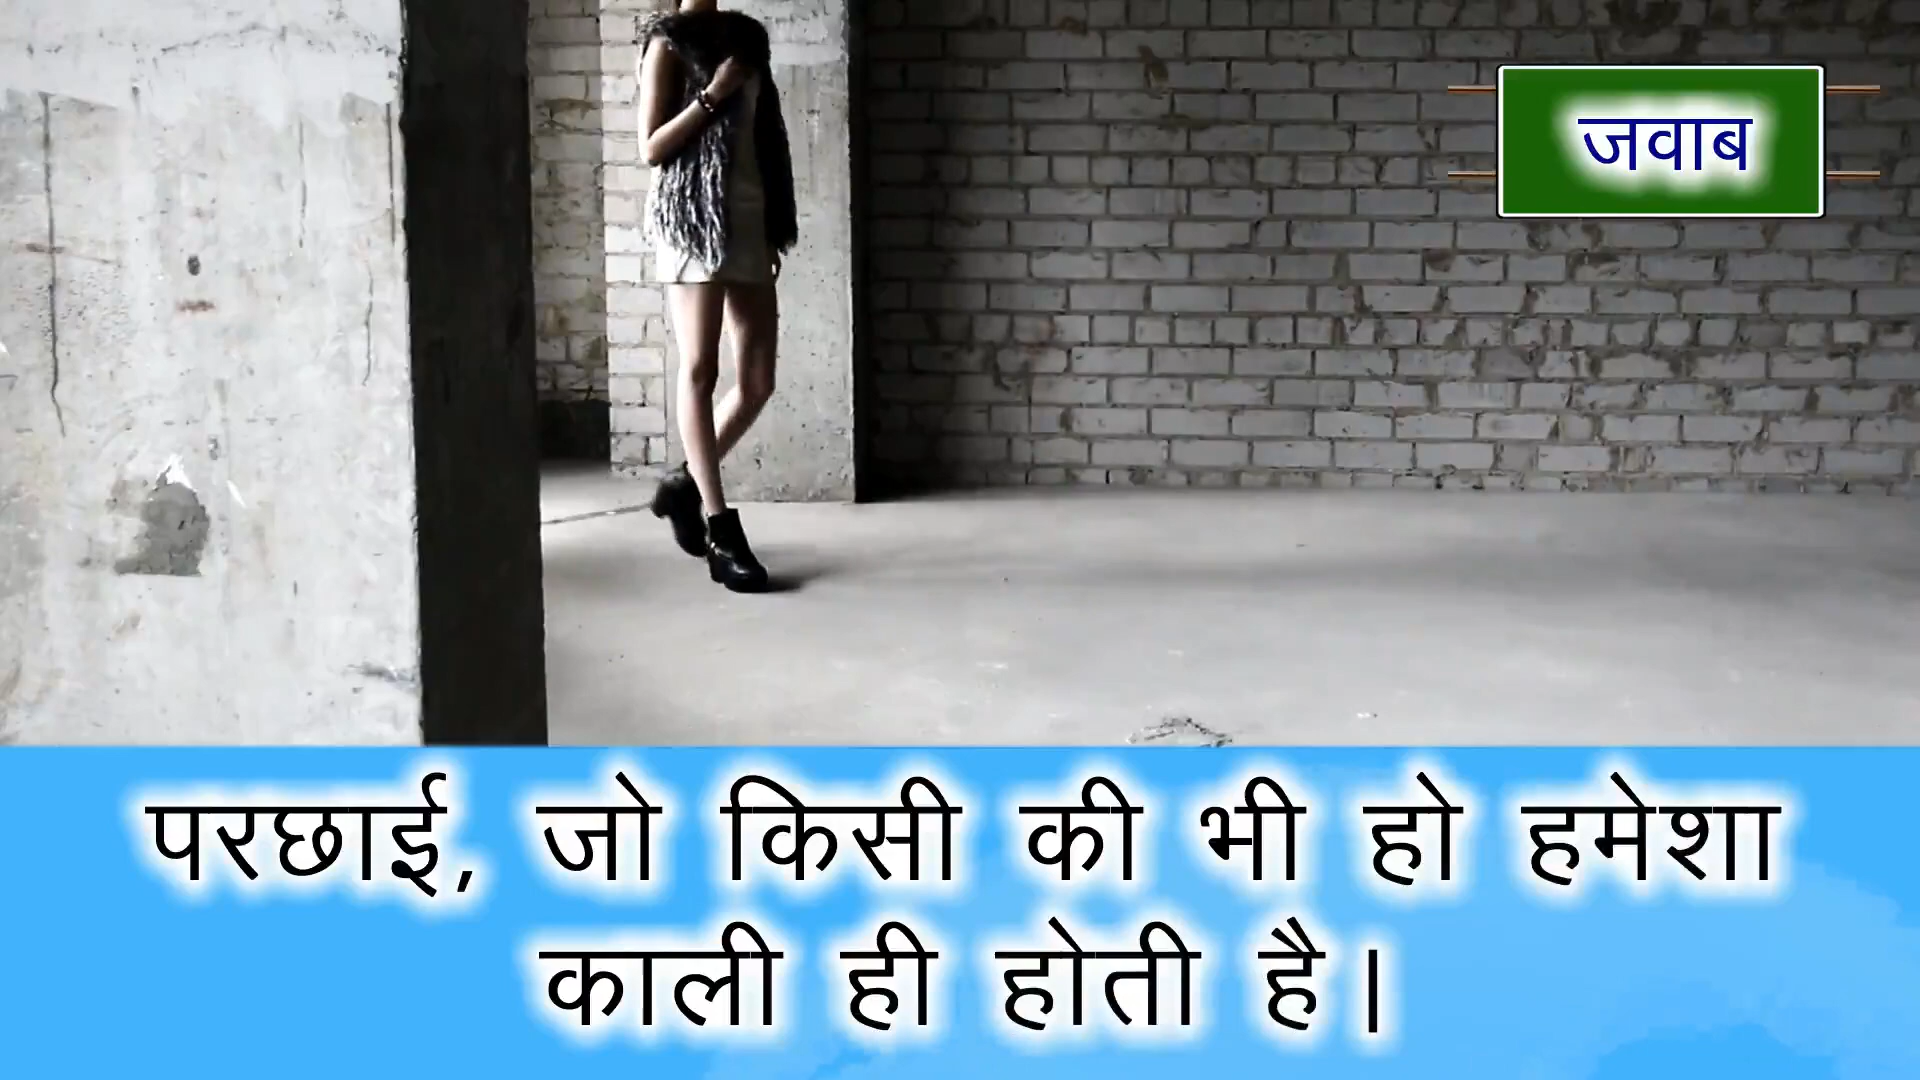 जवाब
परछाई, जो किसी की भी हो हमेशा
काली ही होती है।